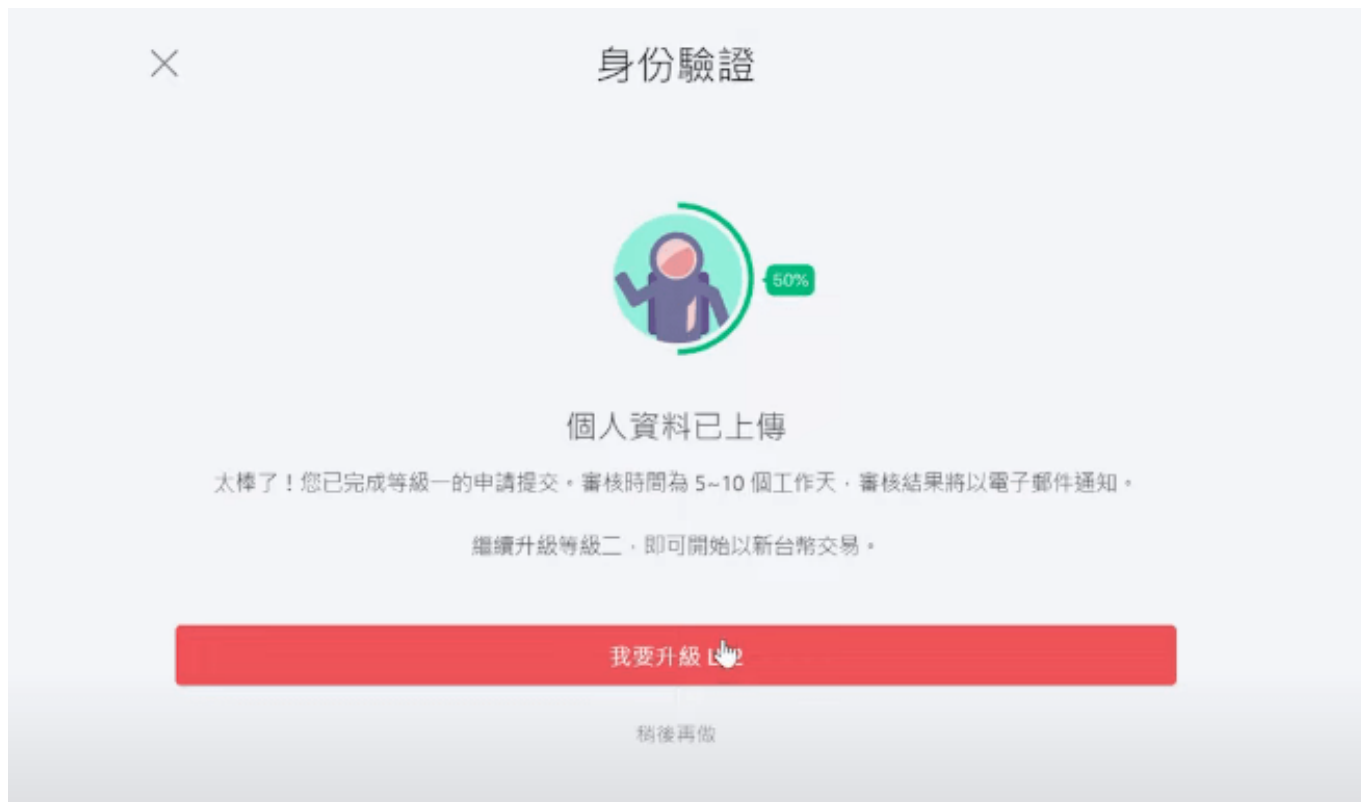 身份驗證
50%
個人資料已上傳
太棒了！您已完成等級一的申請提交。審核時間為 5~10 個工作天，審核結果將以電子郵件通知。
繼續升級等級二，即可開始以新台幣交易。
我要升級
稍後再做